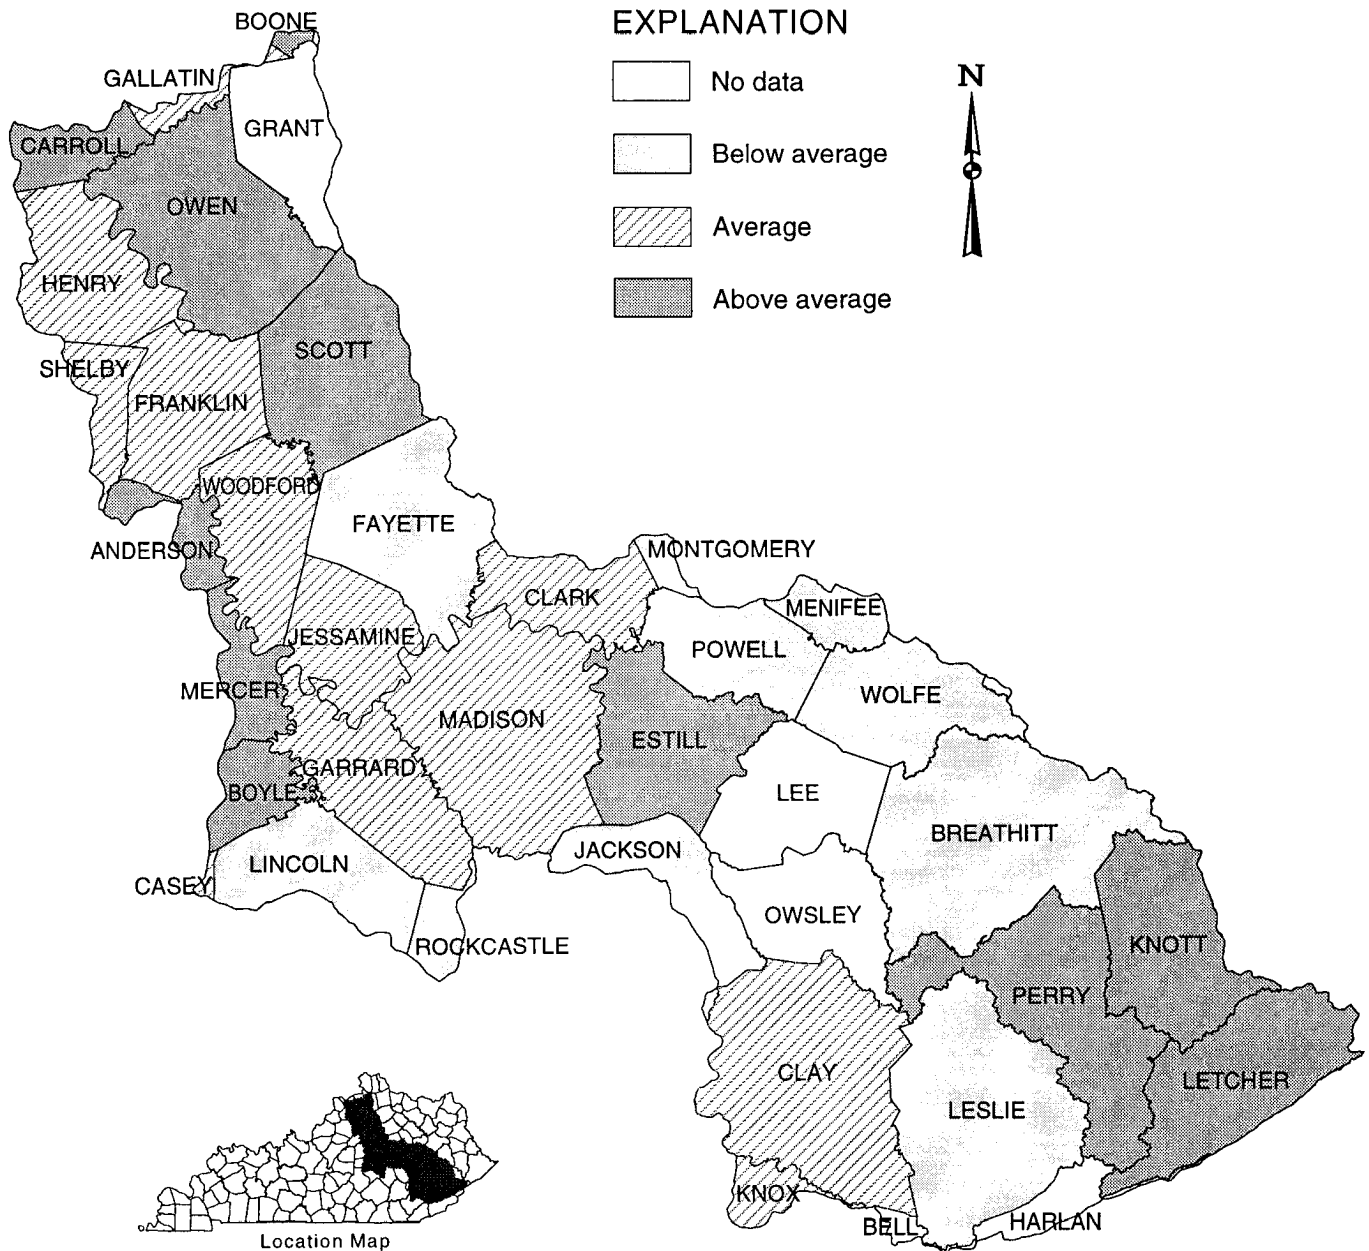 BOONE
EXPLANATION
GALLATIN
No data
N
GRANT
CARROLL
Below average
OWEN
Average
HENRY
Above average
SCOTT
SHELBY
FRANKLIN
WOODFORD
FAYETTE
ANDERSON
MONTGOMERY
CLARK
MENIFEE
JESSAMINE
POWELL
MERCER
WOLFE
MADISON
ESTILL
GARRARD
BOYLE
LEE
BREATHITT
JACKSON
LINCOLN
CASEY
OWSLEY
ROCKCASTLE
KNOTT
PERRY
CLAY
LETCHER
LESLIE
KNOX
BELL
HARLAN
Location Map